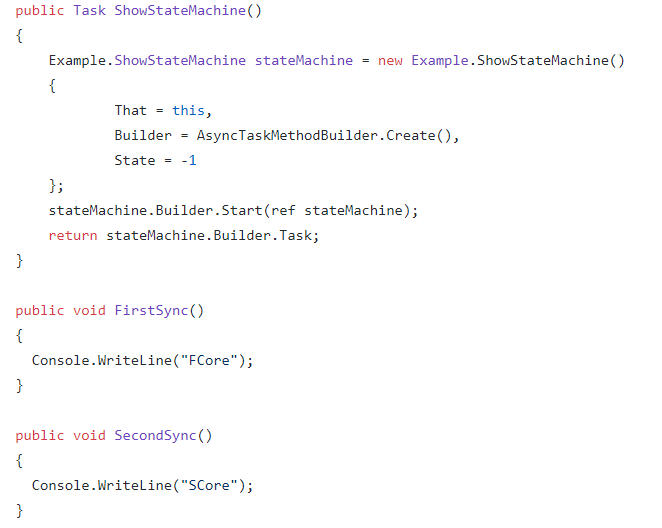 public Task ShowStateMachine()
{
    Example.ShowStateMachine stateMachine = new Example.ShowStateMachine()
    {
            That = this,
            Builder = AsyncTaskMethodBuilder.Create(),
            State = -1
    };
    stateMachine.Builder.Start(ref stateMachine);
    return stateMachine.Builder.Task;
}

public void FirstSync()
{
  Console.WriteLine("FCore");
}

public void SecondSync()
{
  Console.WriteLine("SCore");
}